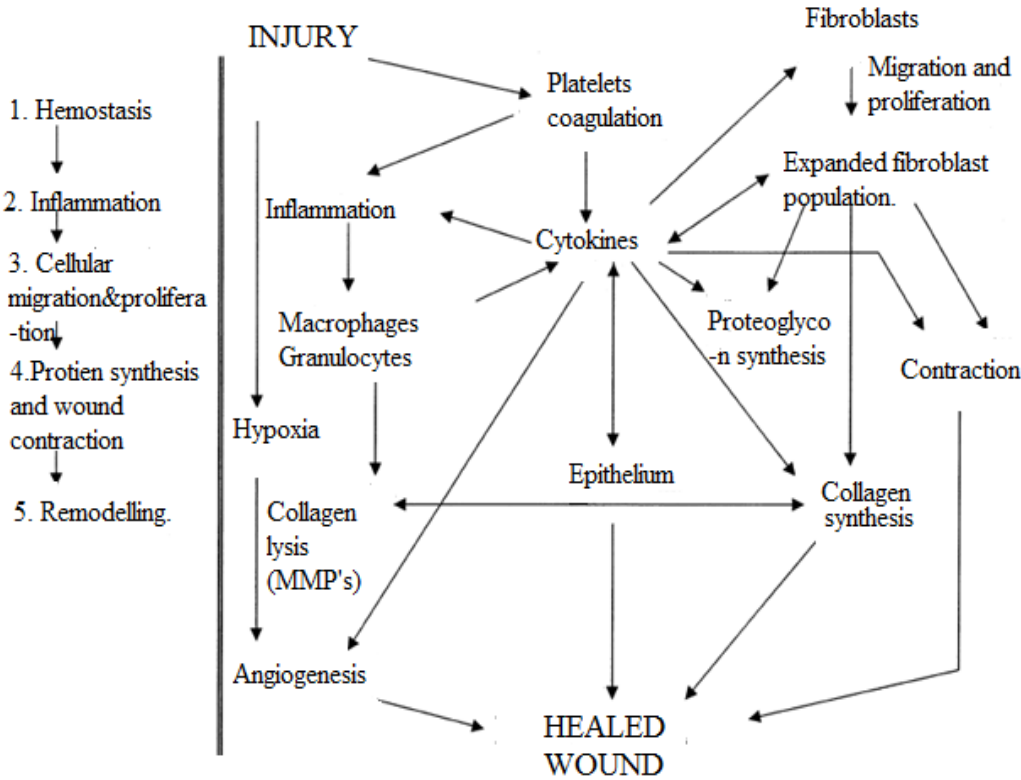 1. Hemostasis
2. Inflammation
3. Cellular
migration&prolifera
-tion
4.Protien synthesis
and wound
contraction
5. Remodelling.
INJURY
Platelets
coagulation
Fibroblasts
Migration and
proliferation
Expanded fibroblast
population.
Inflammation
Cytokines
Macrophages
Granulocytes
Proteoglyco
-n synthesis
Contraction
Hypoxia
Epithelium
Collagen
synthesis
Collagen
lysis
(MMP's)
Angiogenesis
HEALED
WOUND